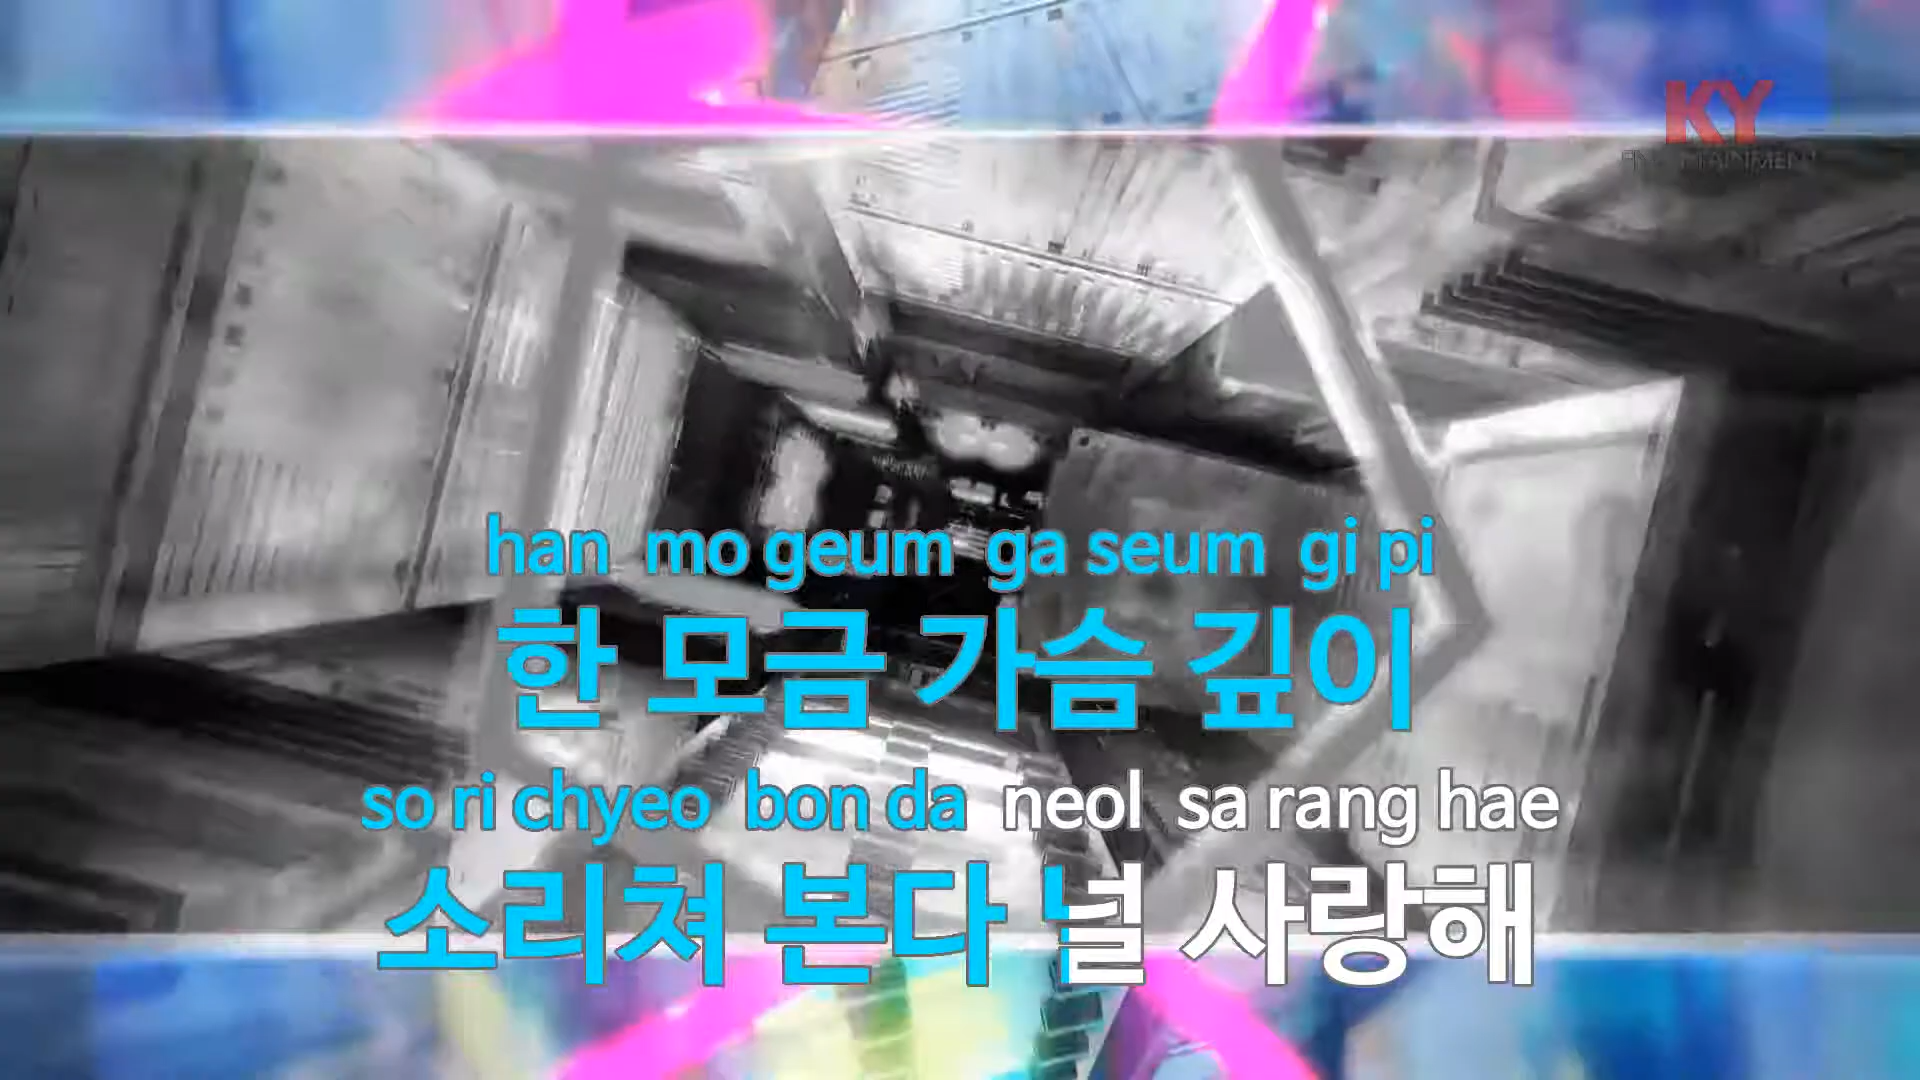 KY
ENTERTAINMENT
han mo geum ga seum gi pi
한 모금 가슴 깊이
so ri chyeo bon da neol sa rang hae
소리쳐 본다 널 사랑해